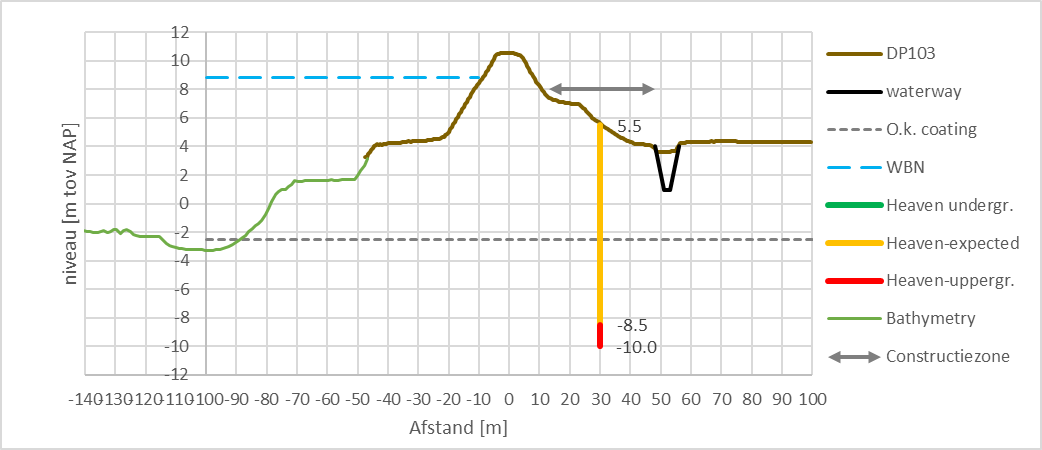 12
10
8
6
4
2
0
-2
-4
-6
-8
-10
-12
niveau [m tov NAP]
5.5
-8.5
-10.0
-140 -130 -120 -110 -100 -90 -80 -70 -60 -50 -40 -30 -20 -10 0 10 20 30 40 50 60 70 80 90 100
Afstand [m]
DP103
waterway
O.k. coating
WBN
Heaven undergr.
Heaven-expected
Heaven-uppergr.
Bathymetry
Constructiezone